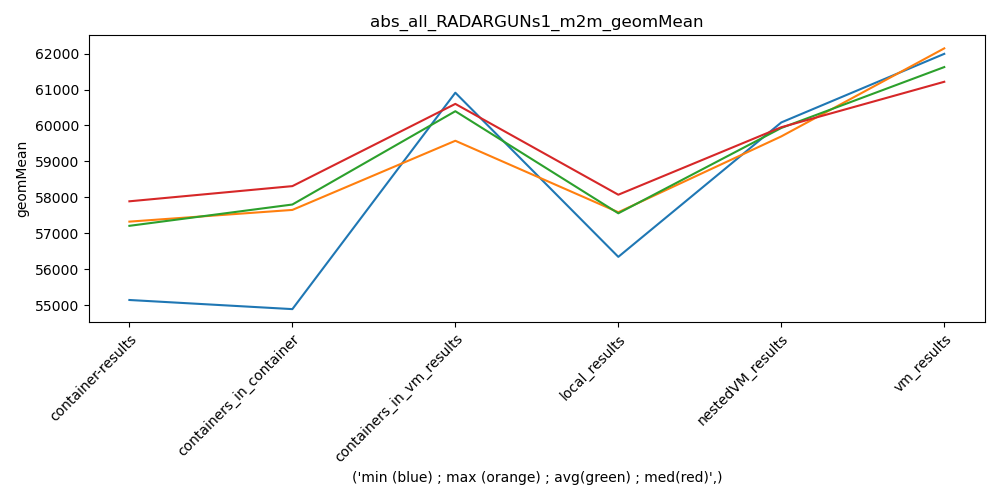 abs_all_RADARGUNs1_m2m_geomMean
geomMean
62000
61000
60000
59000
58000
57000
56000
55000
container-results
containers_in_container
containers_in_vm_results
local_results
nestedVM_results
vm_results
('min (blue) ; max (orange) ; avg(green) ; med(red)',)